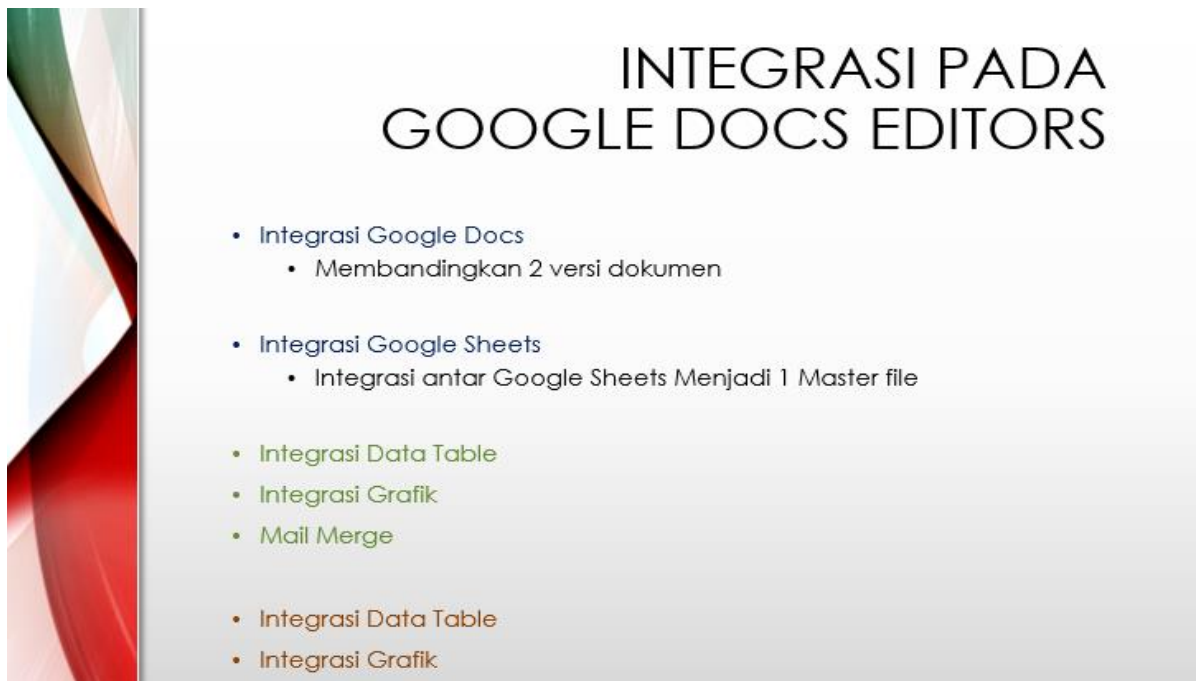 INTEGRASI PADA
GOOGLE DOCS EDITORS
• Integrasi Google Docs
• Membandingkan 2 versi dokumen
• Integrasi Google Sheets
• Integrasi antar Google Sheets Menjadi 1 Master file
• Integrasi Data Table
• Integrasi Grafik
• Mail Merge
• Integrasi Data Table
• Integrasi Grafik